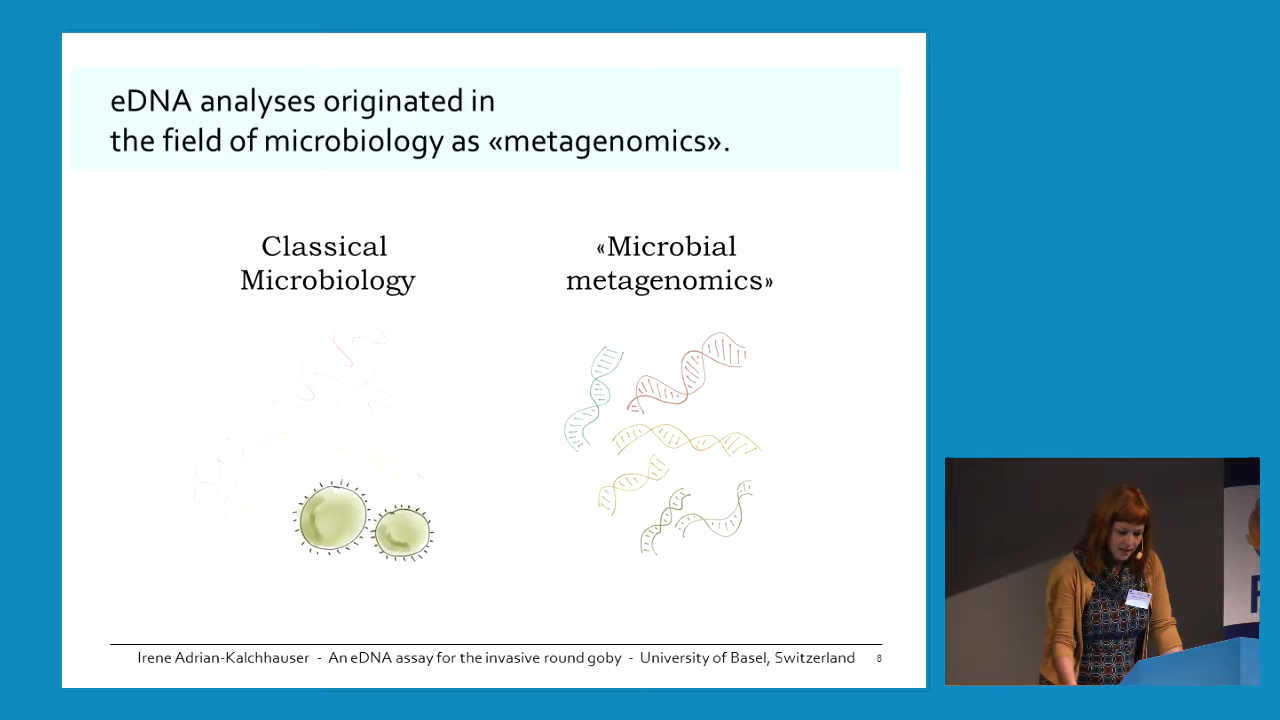 eDNA analyses originated in
the field of microbiology as «metagenomics».
Classical
Microbiology
«Microbial
metagenomics»
Irene Adrian-Kalchhauser - An eDNA assay for the invasive round goby - University of Basel, Switzerland 8